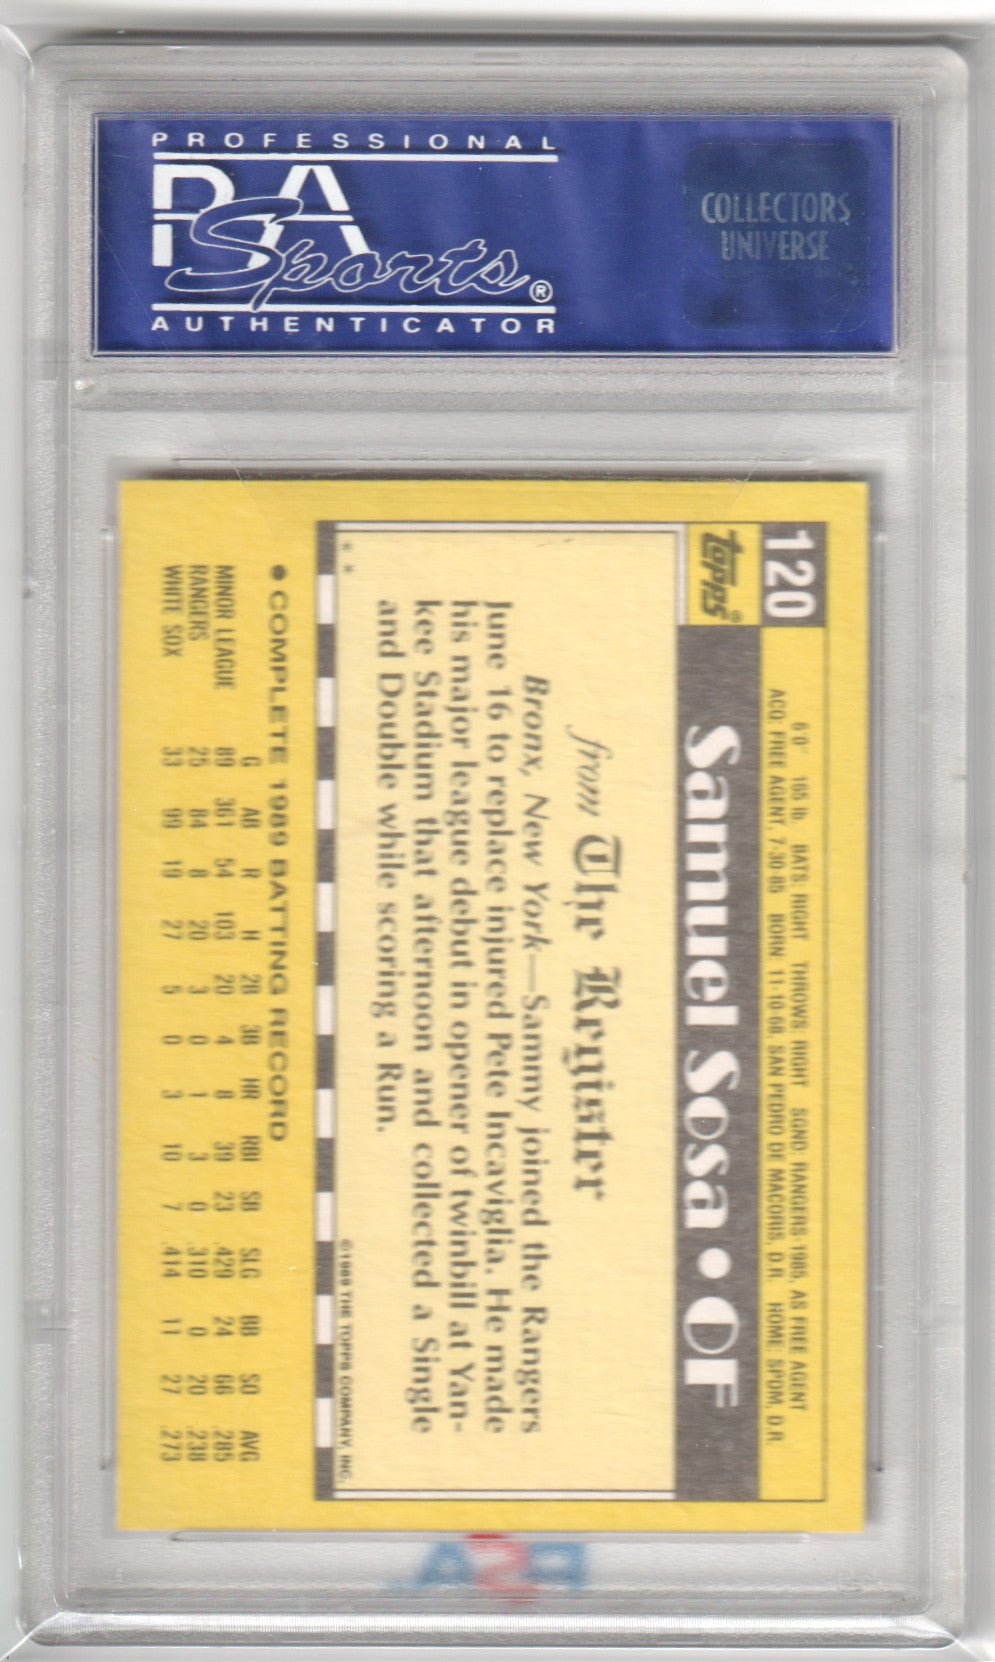 PROFESSIONAL
PSA
Sports®
AUTHENTICATOR
COLLECTORS
UNIVERSE
120
6'0" 165 lb. BATS: RIGHT THROWS: RIGHT SGND: RANGERS-1985, AS FREE AGENT
ACQ: FREE AGENT, 7-30-85 BORN: 11-10-68, SAN PEDRO DE MACORIS, D.R. HOME: SPDM, D.R.
Topps®
Samuel Sosa • OF
from The Register
Bronx, New York—Sammy joined the Rangers
June 16 to replace injured Pete Incaviglia. He made
his major league debut in opener of twinbill at Yan-
kee Stadium that afternoon and collected a Single
and Double while scoring a Run.
* *
©1989 THE TOPPS COMPANY, INC.
• COMPLETE 1989 BATTING RECORD
G AB R H 2B 3B HR RBI SB SLG BB SO AVG
MINOR LEAGUE 89 361 54 103 20 4 8 39 23 .429 24 66 .285
RANGERS 25 84 8 20 3 0 1 3 0 .310 0 20 .238
WHITE SOX 33 99 19 27 5 0 3 10 7 .414 11 27 .273
PSA